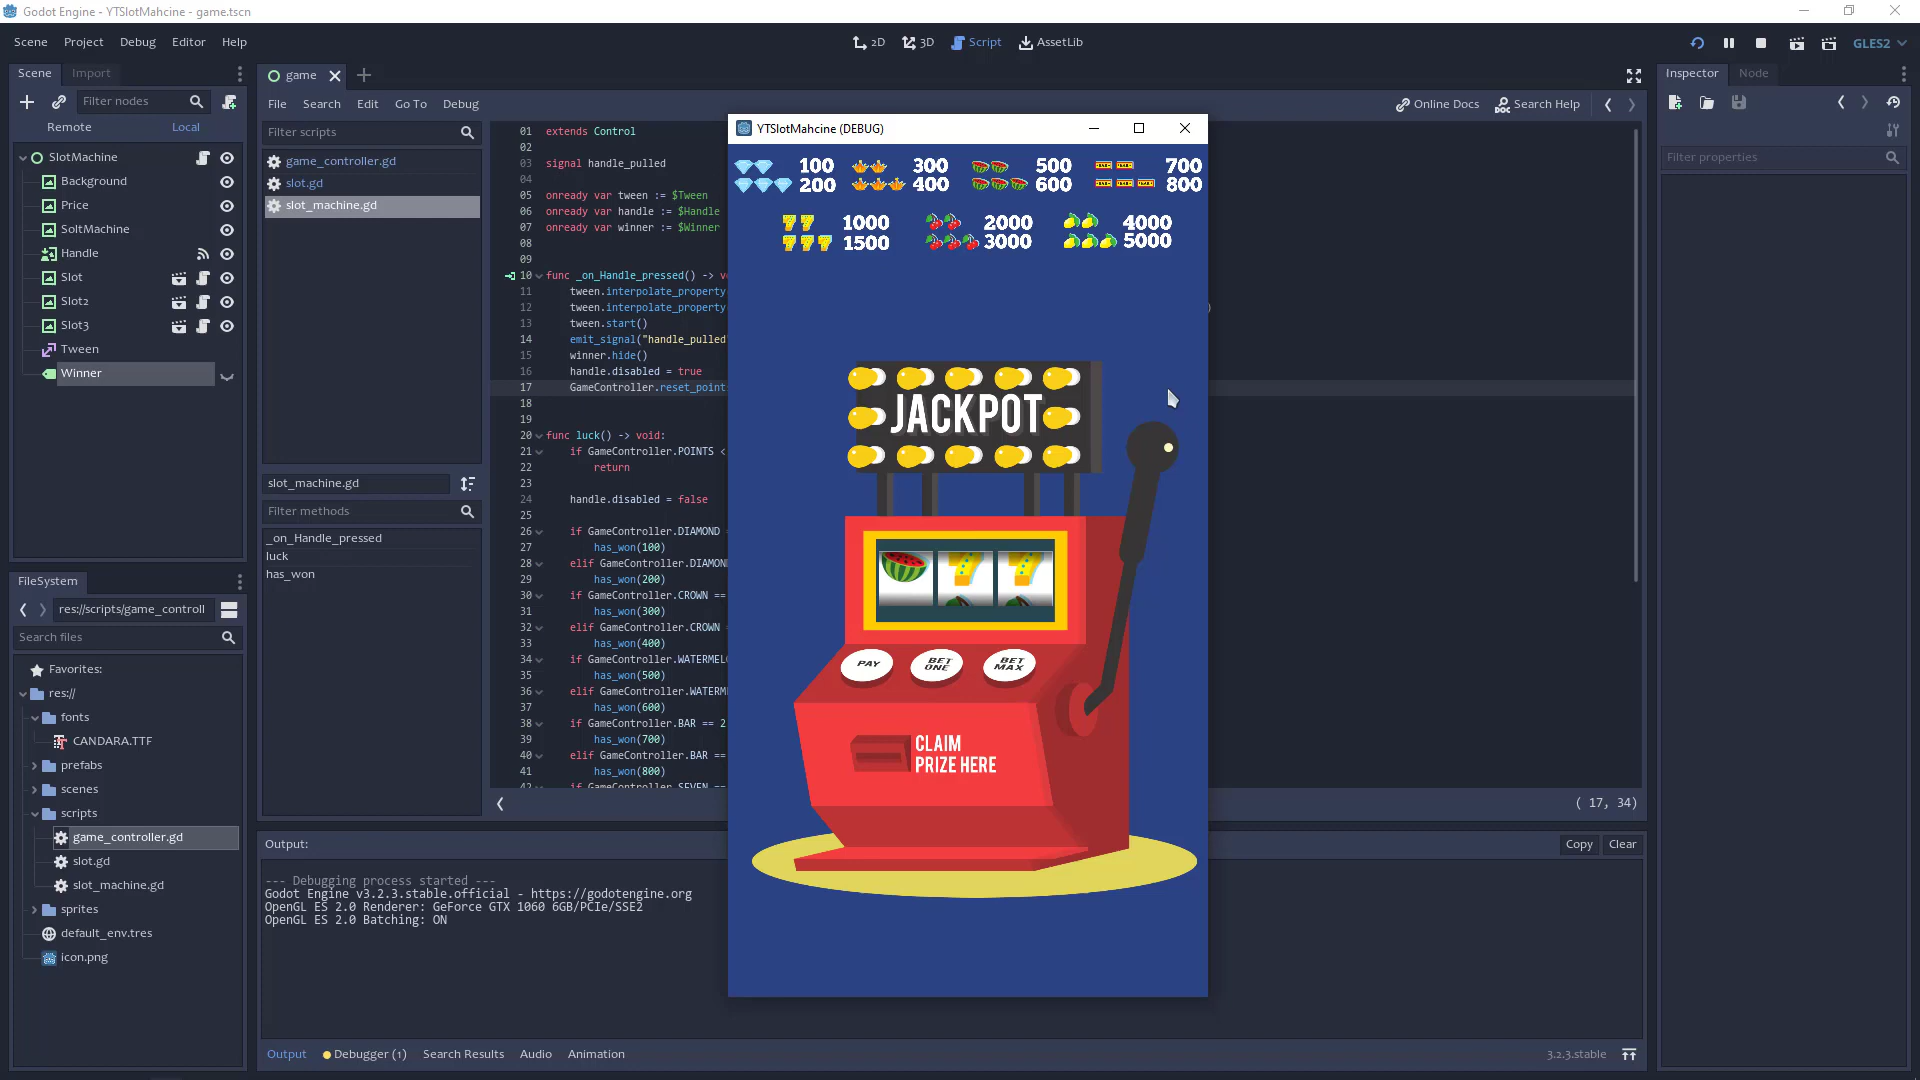 Godot Engine - YTSlotMahcine - game.tscn
Scene Project Debug Editor Help
2D 3D Script AssetLib
GLES2
Scene Import
Filter nodes
Remote Local
SlotMachine
Background
Price
SoltMachine
Handle
Slot
Slot2
Slot3
Tween
Winner
FileSystem
res://scripts/game_controll
Search files
Favorites:
res://
fonts
CANDARA.TTF
prefabs
scenes
scripts
game_controller.gd
slot.gd
slot_machine.gd
sprites
default_env.tres
icon.png
game
File Search Edit Go To Debug
Online Docs Search Help
Filter scripts
game_controller.gd
slot.gd
slot_machine.gd
slot_machine.gd
Filter methods
_on_Handle_pressed
luck
has_won
01 extends Control
02
03 signal handle_pulled
04
05 onready var tween := $Tween
06 onready var handle := $Handle
07 onready var winner := $Winner
08
09
10 func _on_Handle_pressed() -> v
11 tween.interpolate_property
12 tween.interpolate_property
)
13 tween.start()
14 emit_signal("handle_pulled
15 winner.hide()
16 handle.disabled = true
17 GameController.reset_point
18
19
20 func luck() -> void:
21 if GameController.POINTS <
22 return
23
24 handle.disabled = false
25
26 if GameController.DIAMOND =
27 has_won(100)
28 elif GameController.DIAMON
29 has_won(200)
30 if GameController.CROWN ==
31 has_won(300)
32 elif GameController.CROWN =
33 has_won(400)
34 if GameController.WATERMEL
35 has_won(500)
36 elif GameController.WATERM
37 has_won(600)
38 if GameController.BAR == 2
39 has_won(700)
40 elif GameController.BAR ==
41 has_won(800)
42 if GameController.SEVEN ==
( 17, 34)
YTSlotMahcine (DEBUG)
100 300 500 700
200 400 600 800
1000 2000 4000
1500 3000 5000
JACKPOT
7 7
PAY BET ONE BET MAX
CLAIM
PRIZE HERE
Output:
Copy Clear
--- Debugging process started ---
Godot Engine v3.2.3.stable.official - https://godotengine.org
OpenGL ES 2.0 Renderer: GeForce GTX 1060 6GB/PCIe/SSE2
OpenGL ES 2.0 Batching: ON
Output Debugger (1) Search Results Audio Animation
3.2.3.stable
Inspector Node
Filter properties